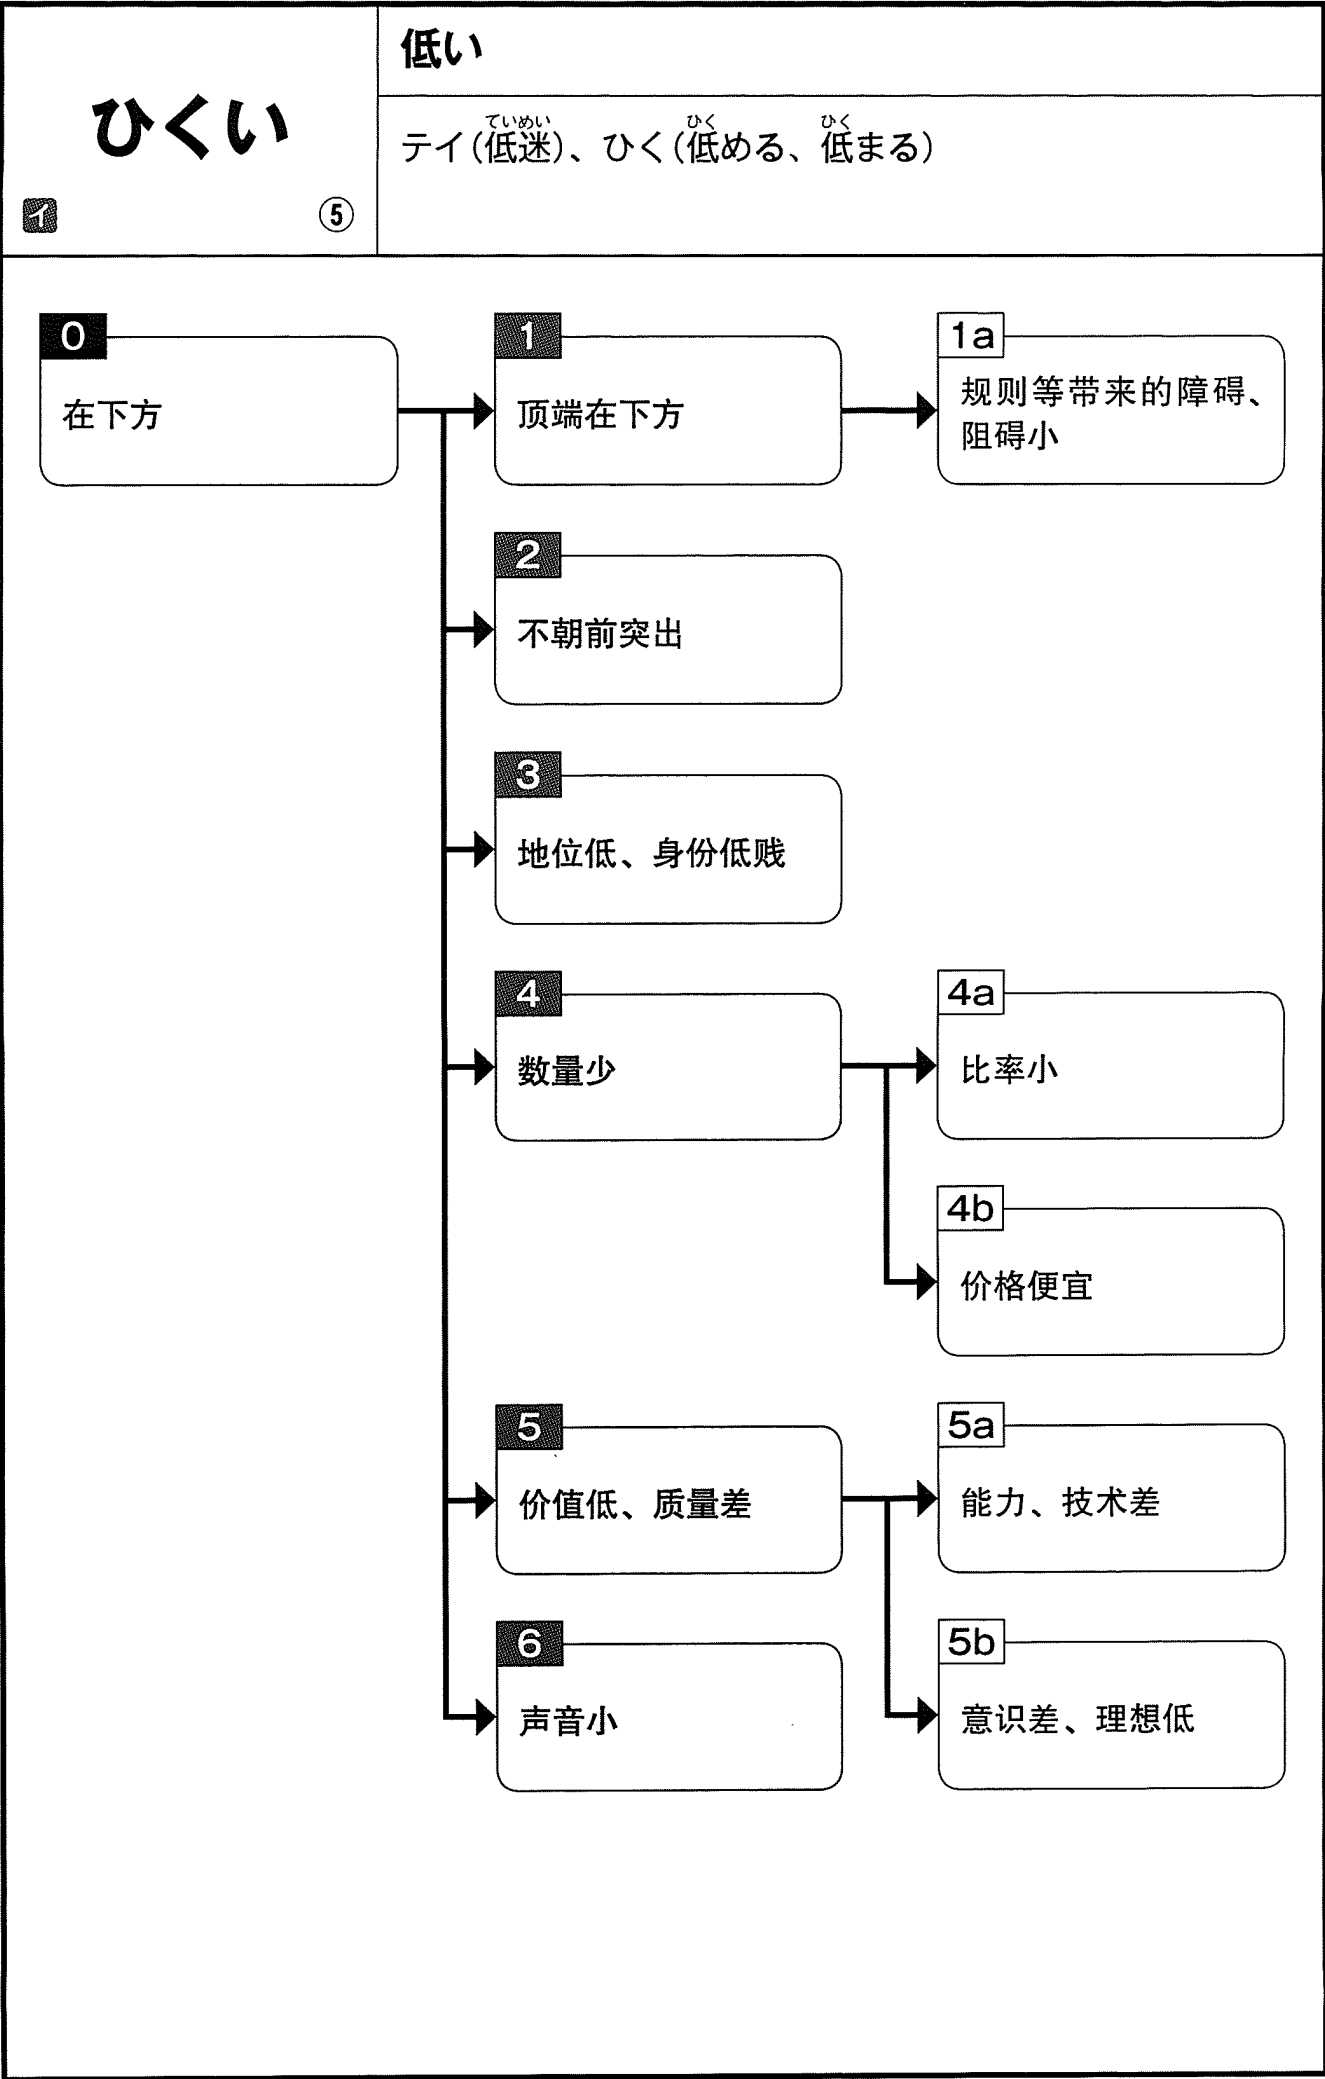 ひくい
イ
⑤
低い
ていめい ひく ひく
テイ(低迷)、ひく(低める、低まる)
0
在下方
1
顶端在下方
1a
规则等带来的障碍、
阻碍小
2
不朝前突出
3
地位低、身份低贱
4
数量少
4a
比率小
4b
价格便宜
5
价值低、质量差
5a
能力、技术差
5b
意识差、理想低
6
声音小